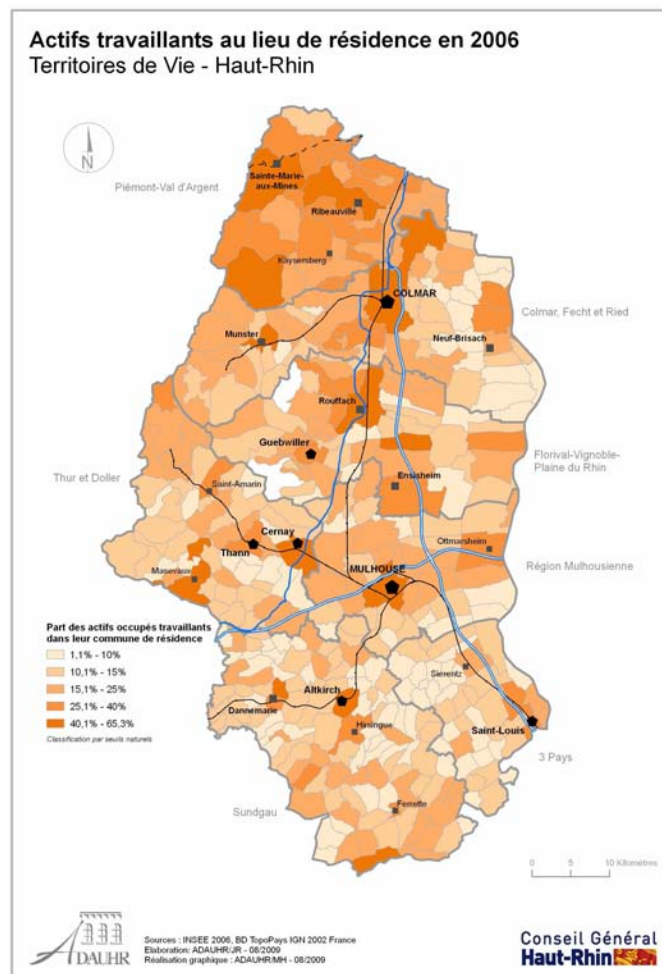 Actifs travaillants au lieu de résidence en 2006
Territoires de Vie - Haut-Rhin
N
Sainte-Marie-
aux-Mines
Piémont-Val d'Argent
Ribeauvillé
Kaysersberg
COLMAR
Colmar, Fecht et Ried
Munster
Neuf-Brisach
Rouffach
Guebwiller
Florival-Vignoble-
Plaine du Rhin
Thur et Doller
Saint-Amarin
Ensisheim
Cernay
Thann
Ottmarsheim
Région Mulhousienne
Masevaux
MULHOUSE
Part des actifs occupés travaillants
dans leur commune de résidence
1,1% - 10%
10,1% - 15%
15,1% - 25%
25,1% - 40%
40,1% - 65,3%
Classification par seuils naturels
Sierentz
Altkirch
Dannemarie
Hirsingue
Saint-Louis
3 Pays
Sundgau
Ferrette
0 5 10 Kilomètres
ADAUHR
Sources : INSEE 2006, BD TopoPays IGN 2002 France
Elaboration: ADAUHR/JR - 08/2009
Réalisation graphique : ADAUHR/MH - 08/2009
Conseil Général
Haut-Rhin